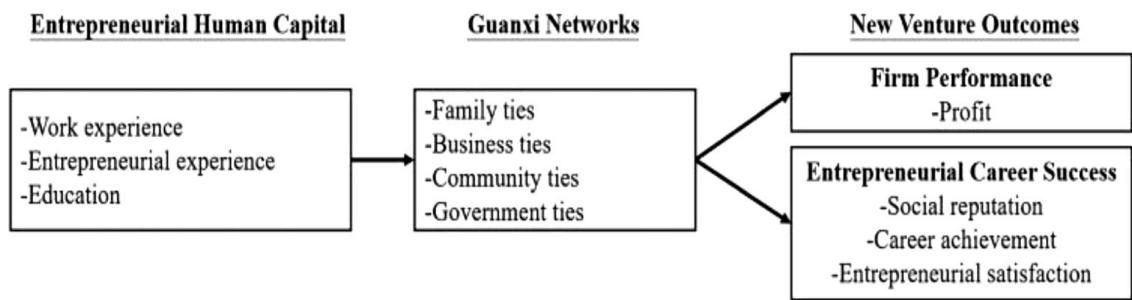 Entrepreneurial Human Capital
-Work experience
-Entrepreneurial experience
-Education
Guanxi Networks
-Family ties
-Business ties
-Community ties
-Government ties
New Venture Outcomes
Firm Performance
-Profit
Entrepreneurial Career Success
-Social reputation
-Career achievement
-Entrepreneurial satisfaction